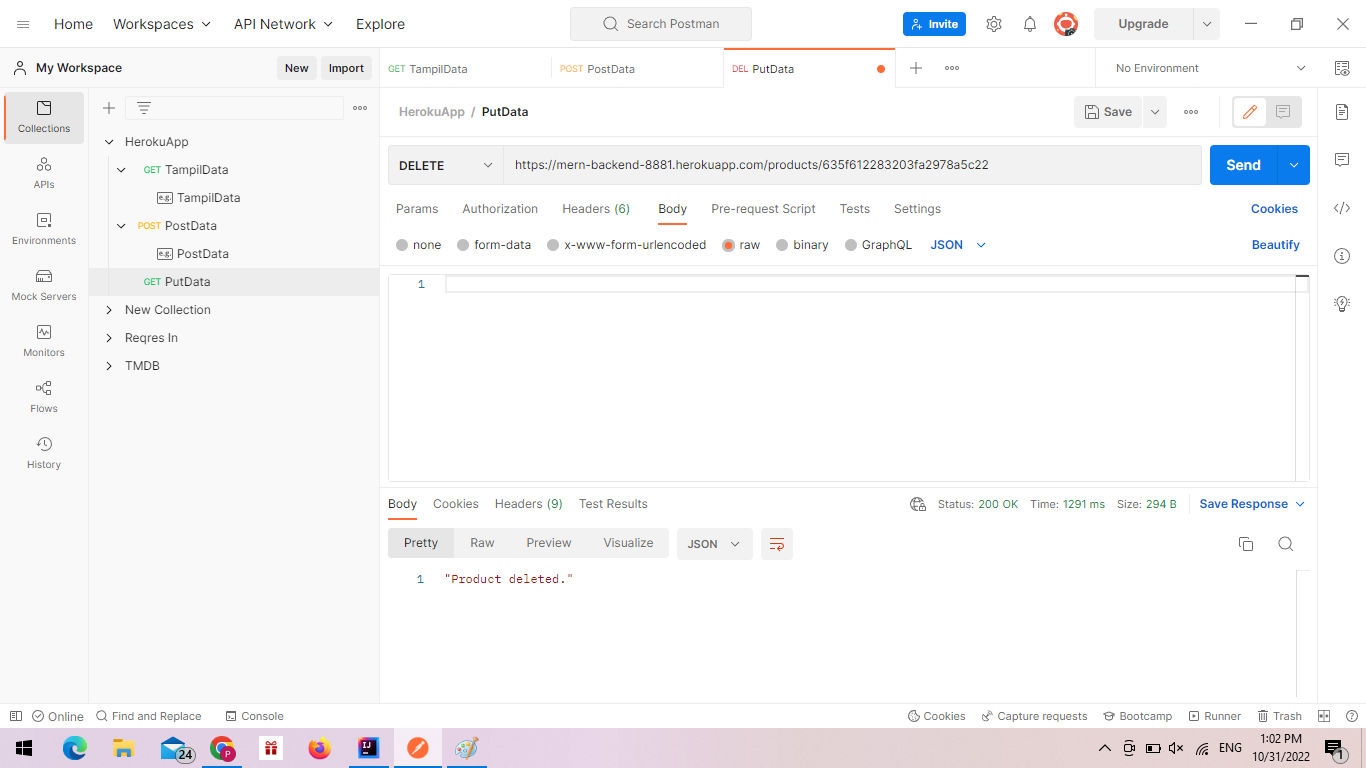 Home Workspaces API Network Explore Search Postman Invite Upgrade
My Workspace New Import GET TampilData POST PostData DEL PutData No Environment
Collections
APIs
Environments
Mock Servers
Monitors
Flows
History
HerokuApp
GET TampilData
e.g. TampilData
POST PostData
e.g. PostData
GET PutData
New Collection
Reqres In
TMDB
HerokuApp / PutData Save
DELETE https://mern-backend-8881.herokuapp.com/products/635f612283203fa2978a5c22 Send
Params Authorization Headers (6) Body Pre-request Script Tests Settings Cookies
none form-data x-www-form-urlencoded raw binary GraphQL JSON Beautify
1
Body Cookies Headers (9) Test Results Status: 200 OK Time: 1291 ms Size: 294 B Save Response
Pretty Raw Preview Visualize JSON
1 "Product deleted."
Online Find and Replace Console Cookies Capture requests Bootcamp Runner Trash
24 P IJ ENG 1:02 PM
10/31/2022 1